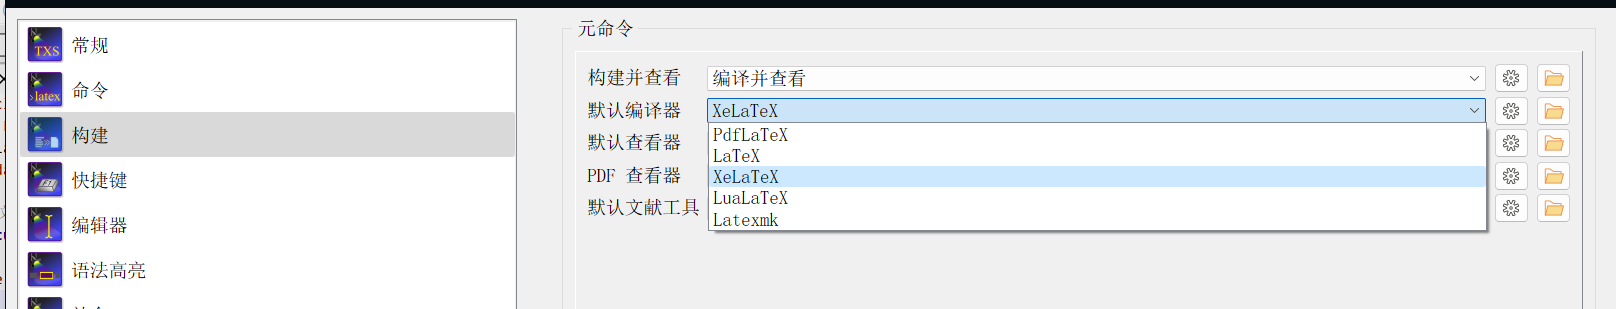 TXS 常规
>latex 命令
构建
快捷键
编辑器
语法高亮
元命令
构建并查看 编译并查看
默认编译器 XeLaTeX
PdfLaTeX
默认查看器
LaTeX
PDF 查看器 XeLaTeX
LuaLaTeX
默认文献工具
Latexmk